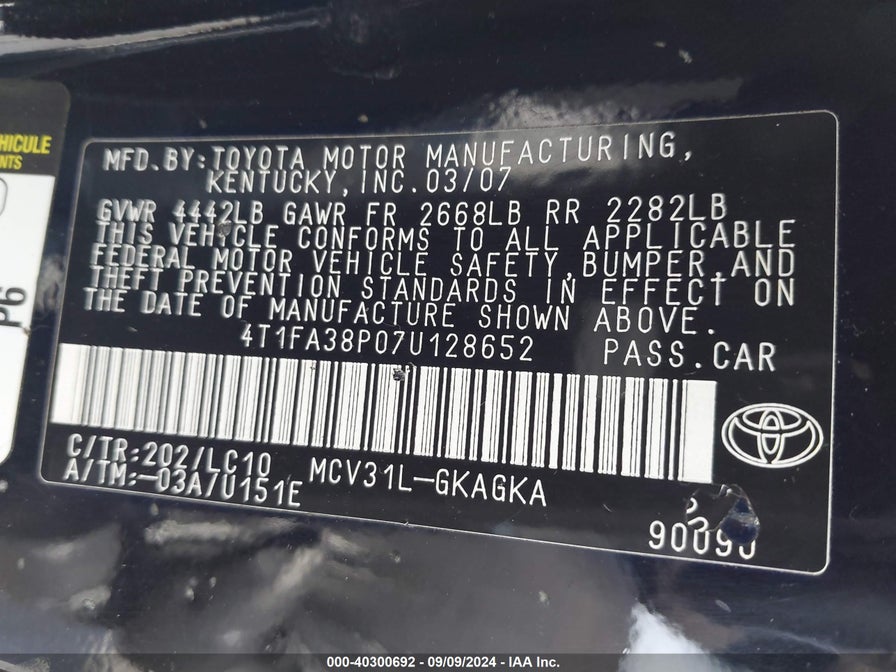 HICULE
NTS
P6
MFD.BY:TOYOTA MOTOR MANUFACTURING,
KENTUCKY,INC.03/07
GVWR 4442LB GAWR FR 2668LB RR 2282LB
THIS VEHICLE CONFORMS TO ALL APPLICABLE
FEDERAL MOTOR VEHICLE SAFETY,BUMPER,AND
THEFT PREVENTION STANDARDS IN EFFECT ON
THE DATE OF MANUFACTURE SHOWN ABOVE.
4T1FA38P07U128652 PASS.CAR
C/TR:202/LC10 MCV31L-GKAGKA
A/TM:-03A/U151E
000-40300692 - 09/09/2024 - IAA Inc.